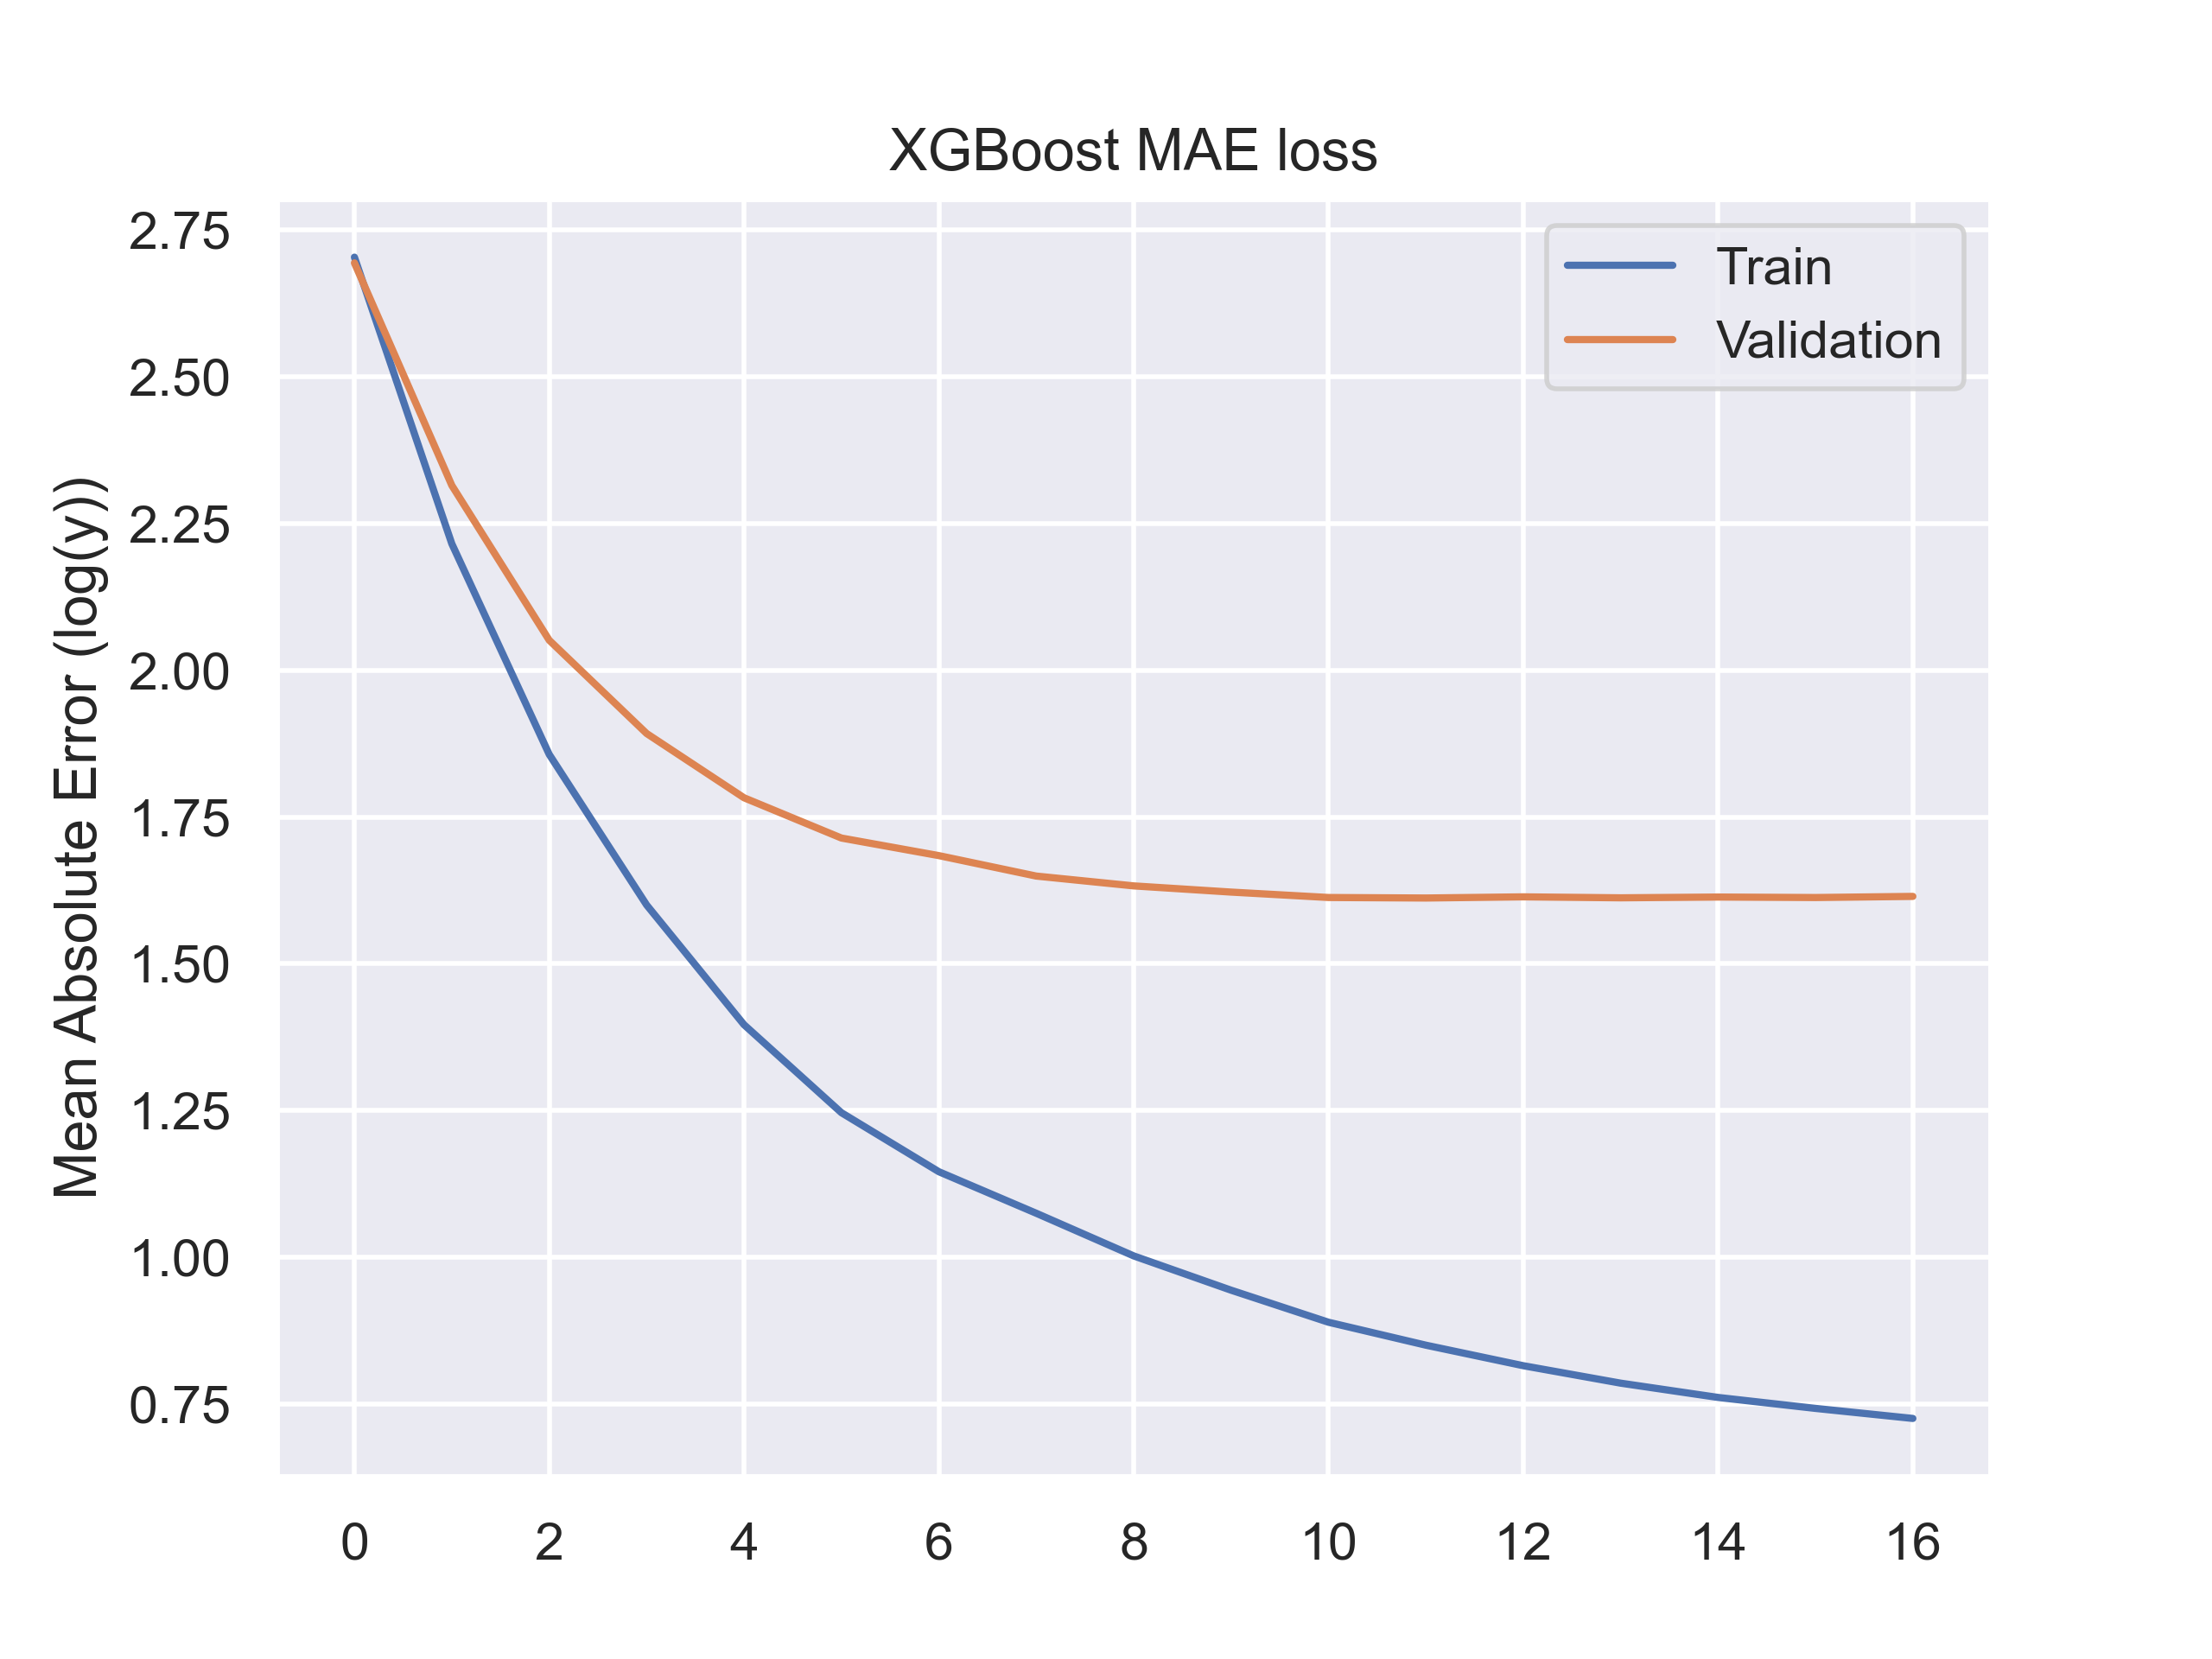 XGBoost MAE loss
Train
Validation
Mean Absolute Error (log(y))
2.75
2.50
2.25
2.00
1.75
1.50
1.25
1.00
0.75
0 2 4 6 8 10 12 14 16